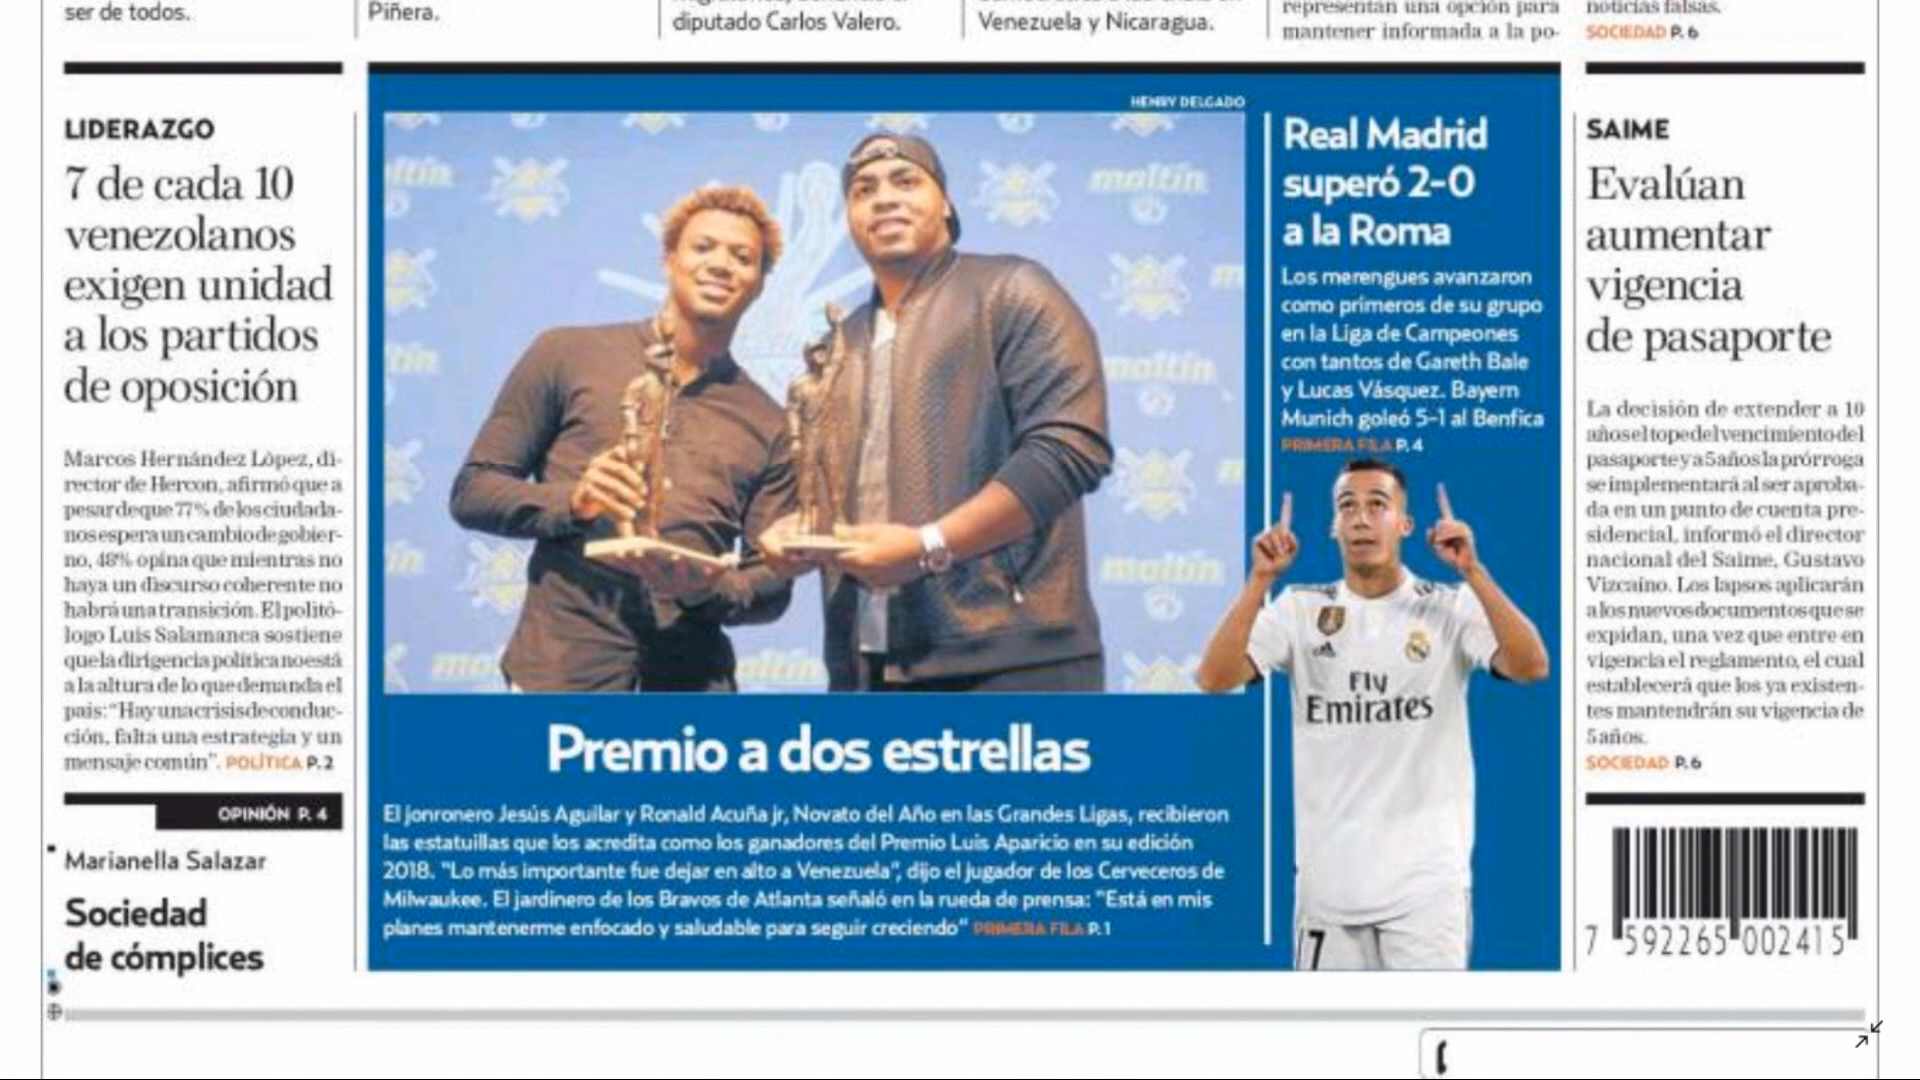 ser de todos.
Piñera.
diputado Carlos Valero.
Venezuela y Nicaragua.
representan una opción para
mantener informada a la po-
noticias falsas.
SOCIEDAD P. 6
LIDERAZGO
7 de cada 10
venezolanos
exigen unidad
a los partidos
de oposición
Marcos Hernández López, di-
rector de Hercon, afirmó que a
pesar de que 77% de los ciudada-
nos espera un cambio de gobier-
no, 48% opina que mientras no
haya un discurso coherente no
habrá una transición. El politó-
logo Luis Salamanca sostiene
que la dirigencia política no está
a la altura de lo que demanda el
país: “Hay una crisis de conduc-
ción, falta una estrategia y un
mensaje común”. POLÍTICA P. 2
OPINIÓN P. 4
Marianella Salazar
Sociedad
de cómplices
HENRY DELGADO
maltín
maltín
maltín
maltín
Premio a dos estrellas
El jonronero Jesús Aguilar y Ronald Acuña jr, Novato del Año en las Grandes Ligas, recibieron
las estatuillas que los acredita como los ganadores del Premio Luis Aparicio en su edición
2018. "Lo más importante fue dejar en alto a Venezuela", dijo el jugador de los Cerveceros de
Milwaukee. El jardinero de los Bravos de Atlanta señaló en la rueda de prensa: "Está en mis
planes mantenerme enfocado y saludable para seguir creciendo" PRIMERA FILA P. 1
Real Madrid
superó 2-0
a la Roma
Los merengues avanzaron
como primeros de su grupo
en la Liga de Campeones
con tantos de Gareth Bale
y Lucas Vásquez. Bayern
Munich goleó 5-1 al Benfica
PRIMERA FILA P. 4
Fly
Emirates
7
SAIME
Evalúan
aumentar
vigencia
de pasaporte
La decisión de extender a 10
años el tope del vencimiento del
pasaporte y a 5 años la prórroga
se implementará al ser aproba-
da en un punto de cuenta pre-
sidencial, informó el director
nacional del Saime, Gustavo
Vizcaíno. Los lapsos aplicarán
a los nuevos documentos que se
expidan, una vez que entre en
vigencia el reglamento, el cual
establecerá que los ya existen-
tes mantendrán su vigencia de
5 años.
SOCIEDAD P. 6
7 592265 002415